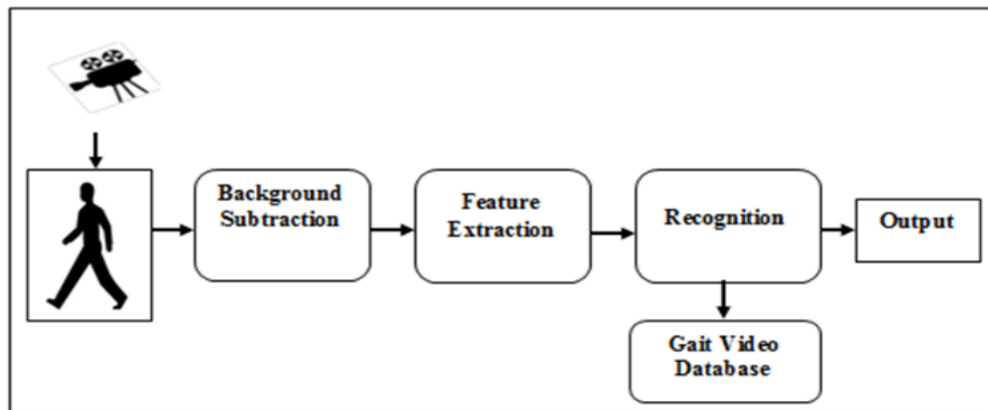 Background
Subtraction
Feature
Extraction
Recognition
Output
Gait Video
Database